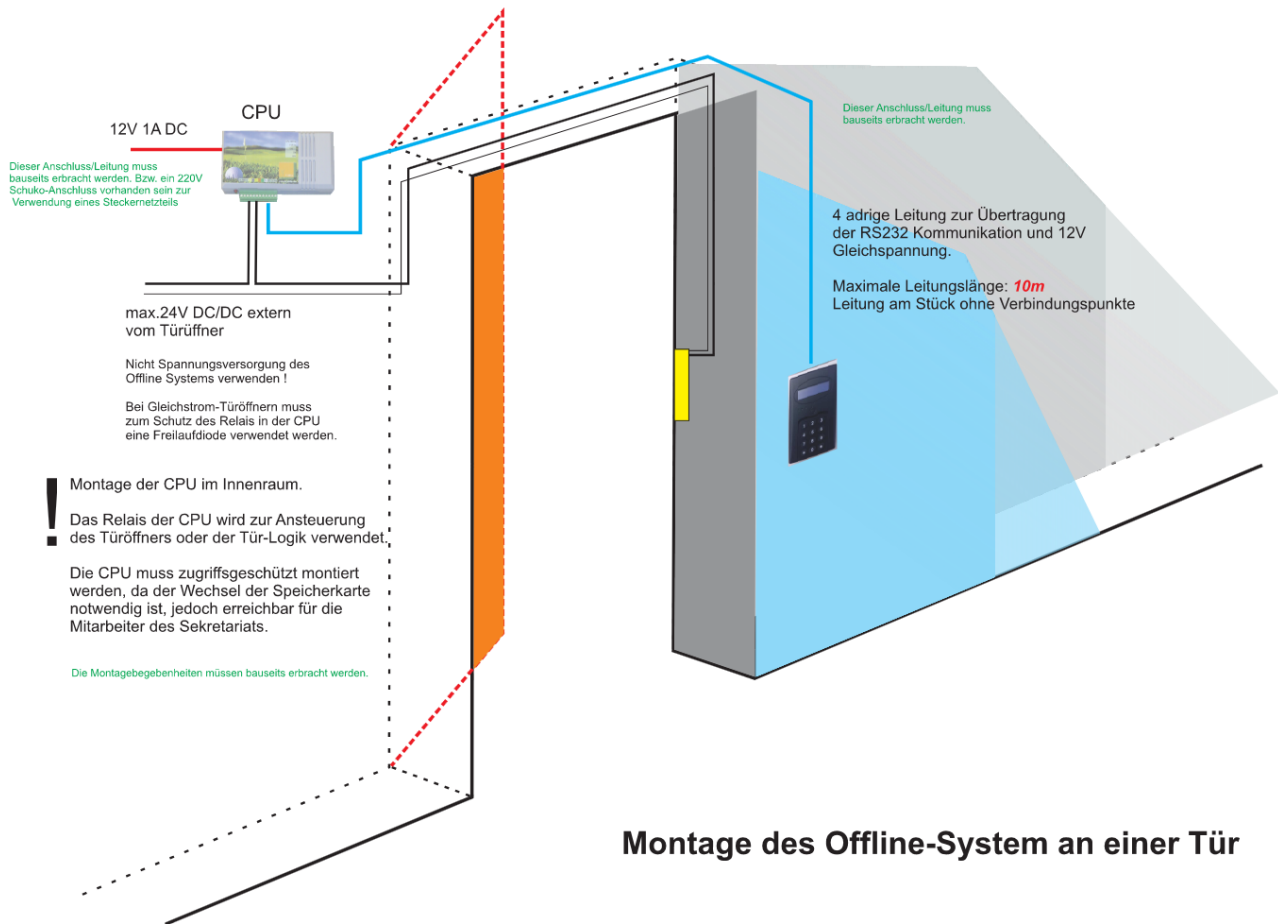 CPU
12V 1A DC
Dieser Anschluss/Leitung muss
bauseits erbracht werden. Bzw. ein 220V
Schuko-Anschluss vorhanden sein zur
Verwendung eines Steckernetzteils
max.24V DC/DC extern
vom Türüffner
Nicht Spannungsversorgung des
Offline Systems verwenden !
Bei Gleichstrom-Türöffnern muss
zum Schutz des Relais in der CPU
eine Freilaufdiode verwendet werden.
! Montage der CPU im Innenraum.
Das Relais der CPU wird zur Ansteuerung
des Türöffners oder der Tür-Logik verwendet.
Die CPU muss zugriffsgeschützt montiert
werden, da der Wechsel der Speicherkarte
notwendig ist, jedoch erreichbar für die
Mitarbeiter des Sekretariats.
Die Montagebegebenheiten müssen bauseits erbracht werden.
Dieser Anschluss/Leitung muss
bauseits erbracht werden.
4 adrige Leitung zur Übertragung
der RS232 Kommunikation und 12V
Gleichspannung.
Maximale Leitungslänge: 10m
Leitung am Stück ohne Verbindungspunkte
Montage des Offline-System an einer Tür